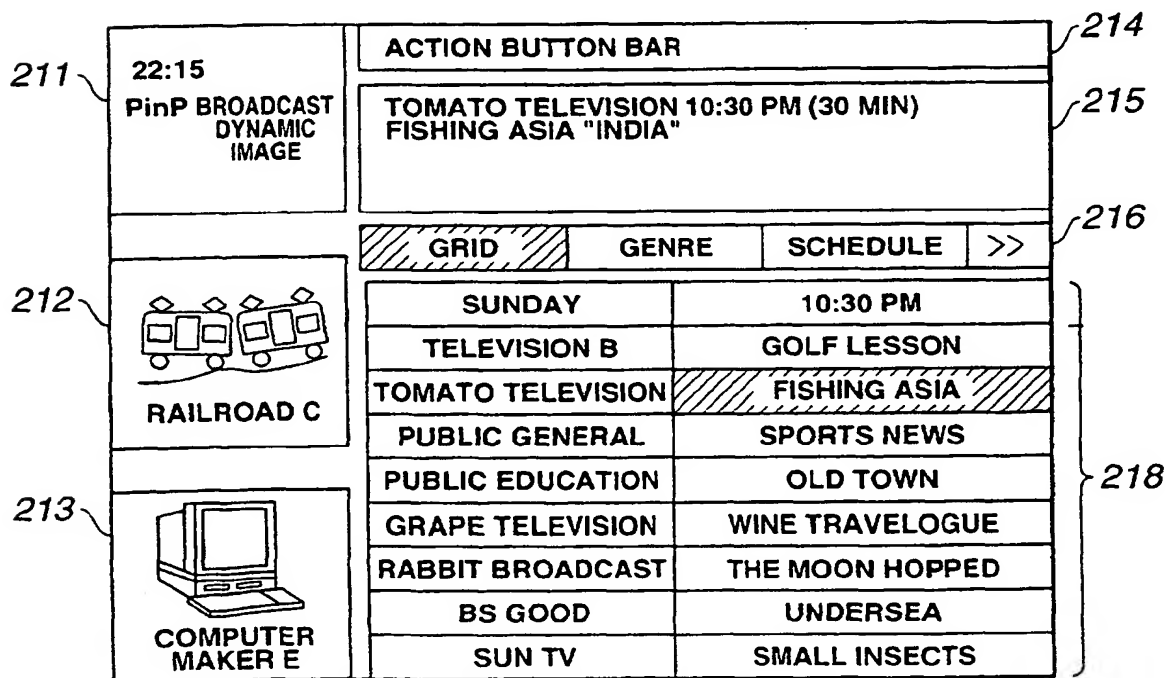 211
22:15
PinP BROADCAST
DYNAMIC
IMAGE
ACTION BUTTON BAR
214
TOMATO TELEVISION 10:30 PM (30 MIN)
FISHING ASIA "INDIA"
215
GRID GENRE SCHEDULE >>
216
212
RAILROAD C
213
COMPUTER
MAKER E
SUNDAY 10:30 PM
TELEVISION B GOLF LESSON
TOMATO TELEVISION FISHING ASIA
PUBLIC GENERAL SPORTS NEWS
PUBLIC EDUCATION OLD TOWN
GRAPE TELEVISION WINE TRAVELOGUE
RABBIT BROADCAST THE MOON HOPPED
BS GOOD UNDERSEA
SUN TV SMALL INSECTS
218